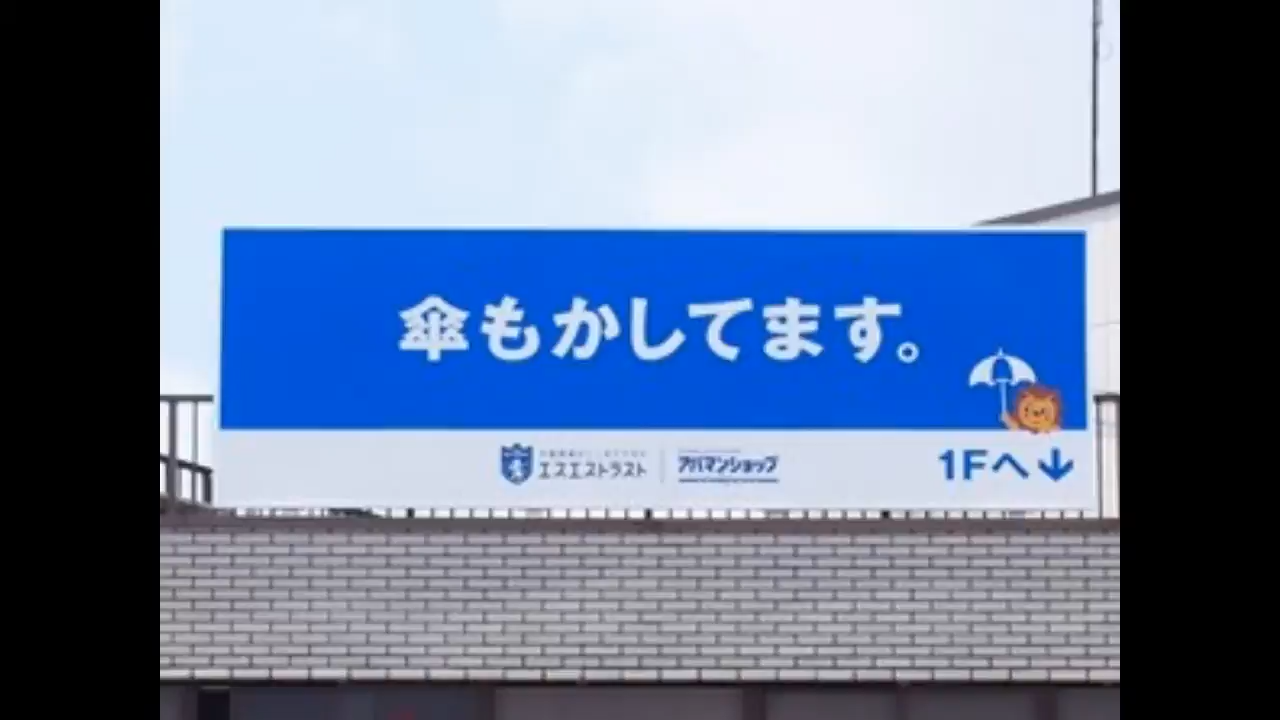 傘もかしてます。
エスエストラスト
アパマンショップ
1Fへ↓